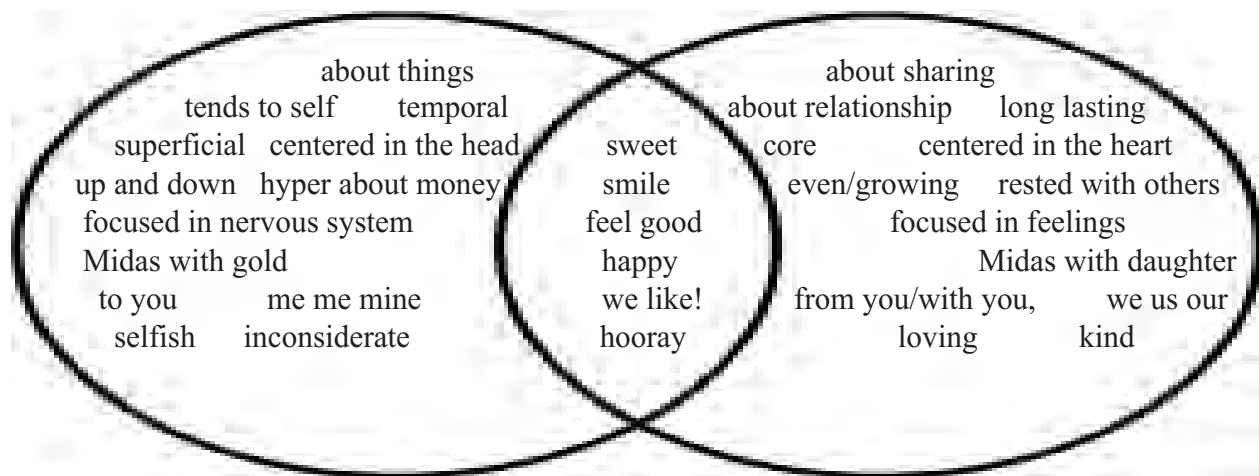 about things about sharing
tends to self temporal about relationship long lasting
superficial centered in the head sweet core centered in the heart
up and down hyper about money smile even/growing rested with others
focused in nervous system feel good focused in feelings
Midas with gold happy Midas with daughter
to you me me mine we like! from you/with you, we us our
selfish inconsiderate hooray loving kind